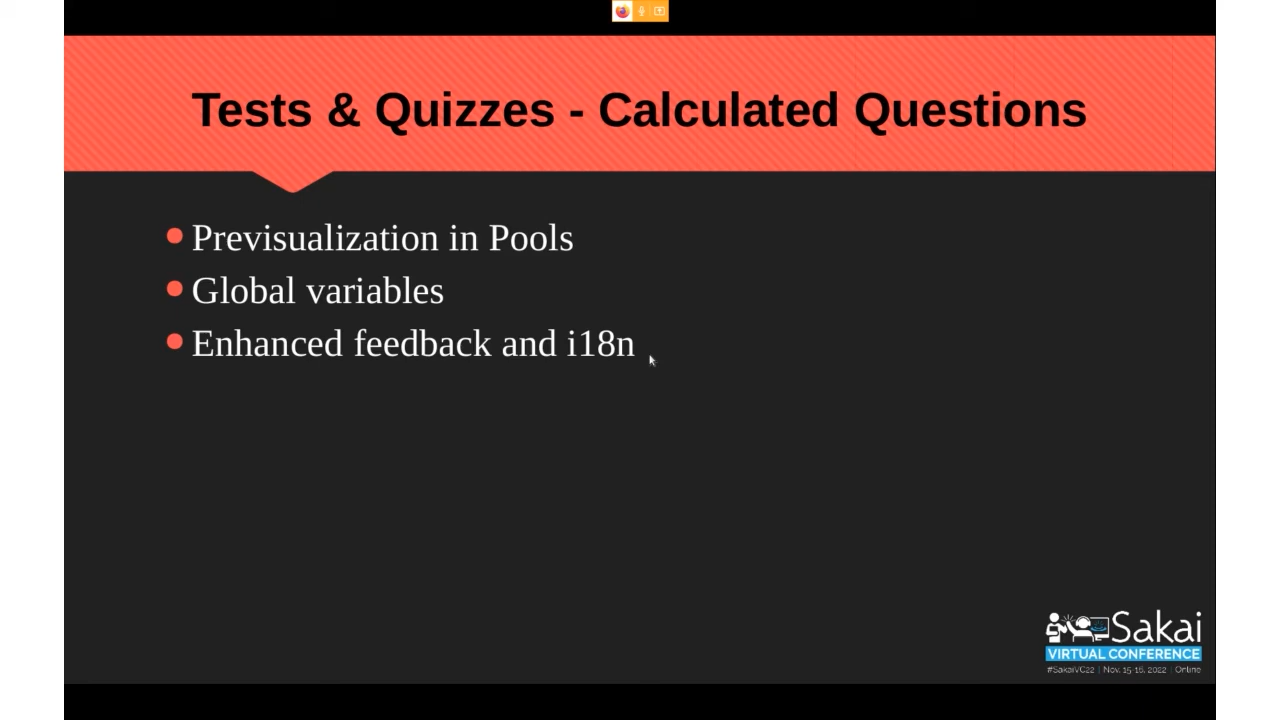 Tests & Quizzes - Calculated Questions
Previsualization in Pools
Global variables
Enhanced feedback and i18n
Sakai
VIRTUAL CONFERENCE
#SakaiVC22 | Nov. 15-16, 2022 | Online